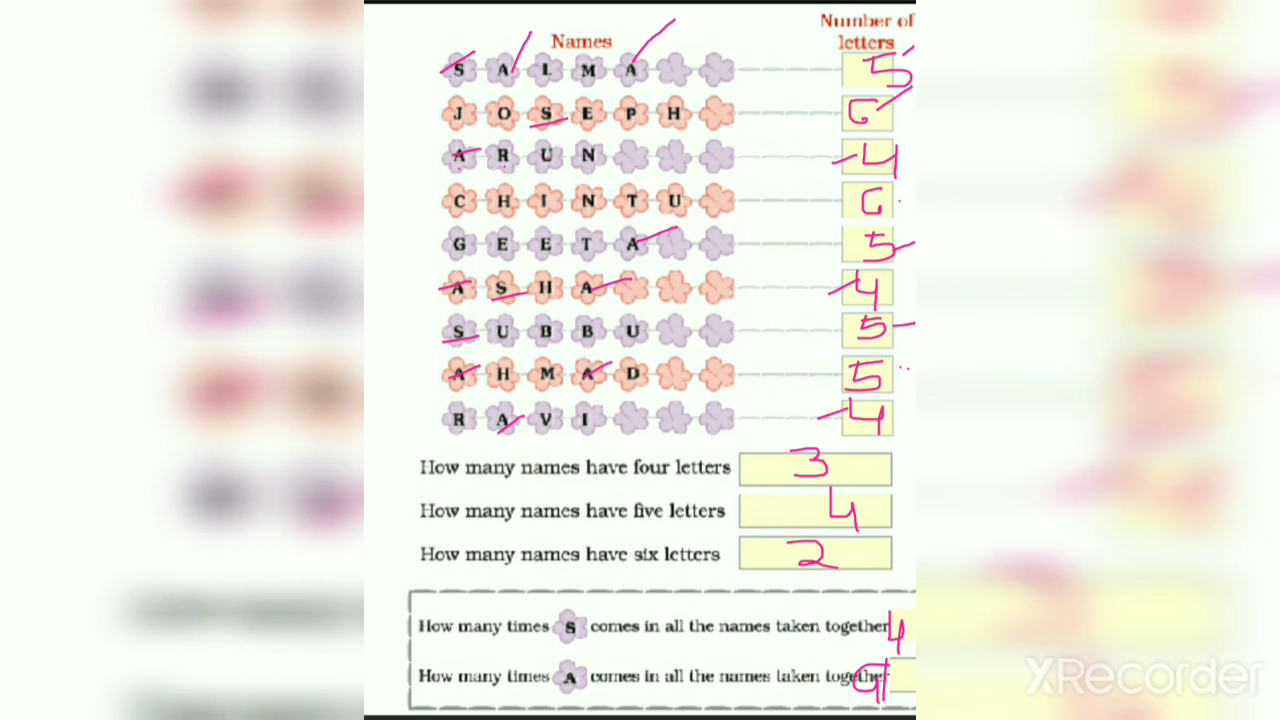 Number of
Names letters
S A L M A 5
J O S E P H 6
A R U N 4
C H I N T U 6
G E E T A 5
A S H A 4
S U B B U 5
A H M A D 5
R A V I 4
How many names have four letters 3
How many names have five letters 4
How many names have six letters 2
How many times S comes in all the names taken together 4
How many times A comes in all the names taken together 9
XRecorder